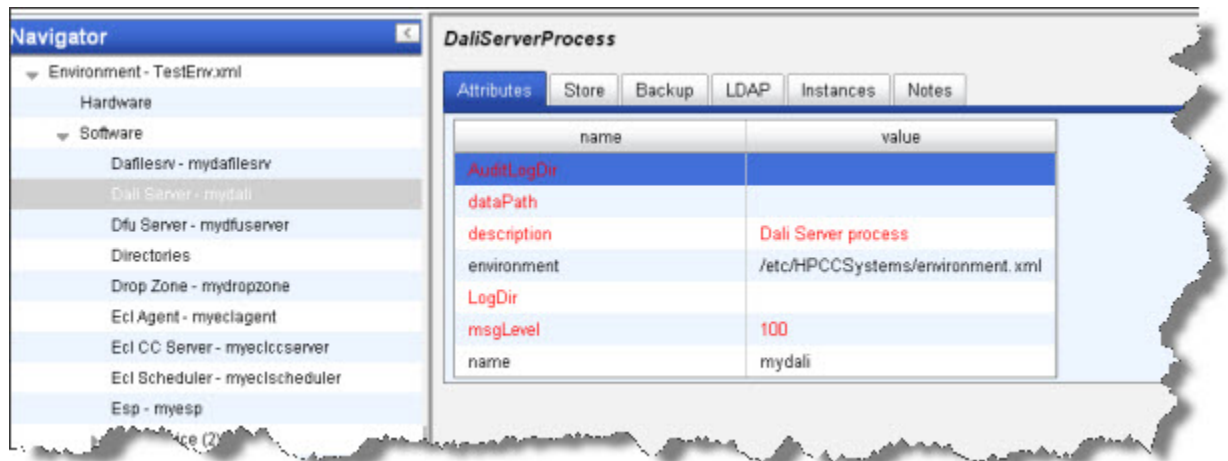 Navigator
Environment - TestEnv.xml
Hardware
Software
Dafilesrv - mydafilesrv
Dali Server - mydali
Dfu Server - mydfuserver
Directories
Drop Zone - mydropzone
Ecl Agent - myeclagent
Ecl CC Server - myeclccserver
Ecl Scheduler - myeclscheduler
Esp - myesp
(2)
DaliServerProcess
Attributes Store Backup LDAP Instances Notes
name value
AuditLogDir
dataPath
description Dali Server process
environment /etc/HPCCSystems/environment.xml
LogDir
msgLevel 100
name mydali